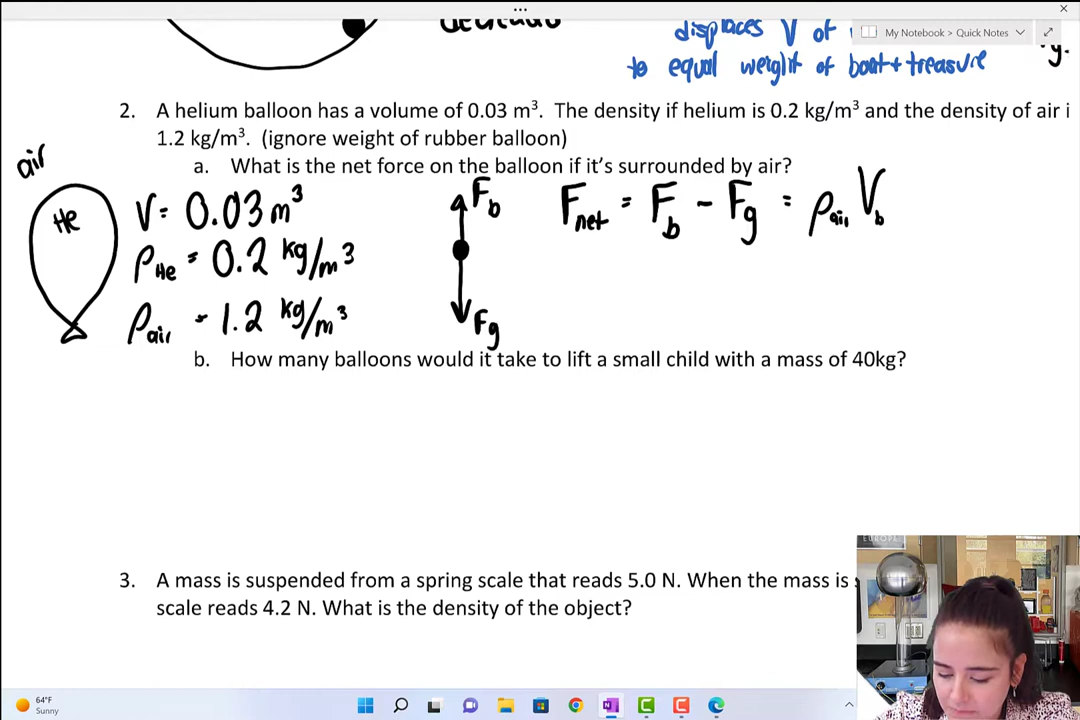 displaces V of
to equal weight of boat + treasure
y.
My Notebook > Quick Notes
2. A helium balloon has a volume of 0.03 m³. The density if helium is 0.2 kg/m³ and the density of air i
1.2 kg/m³. (ignore weight of rubber balloon)
a. What is the net force on the balloon if it's surrounded by air?
air
He
V = 0.03 m³
ρHe = 0.2 kg/m³
ρair = 1.2 kg/m³
Fb
Fg
Fnet = Fb - Fg = ρair Vb
b. How many balloons would it take to lift a small child with a mass of 40kg?
3. A mass is suspended from a spring scale that reads 5.0 N. When the mass is
scale reads 4.2 N. What is the density of the object?
EUROPE
64°F
Sunny